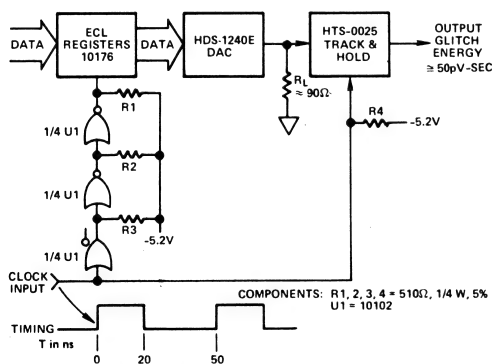 DATA
ECL
REGISTERS
10176
DATA
HDS-1240E
DAC
HTS-0025
TRACK &
HOLD
OUTPUT
GLITCH
ENERGY
≥ 50pV-SEC
R1
RL
≈ 90Ω
R4
-5.2V
1/4 U1
R2
1/4 U1
R3
-5.2V
1/4 U1
CLOCK
INPUT
COMPONENTS: R1, 2, 3, 4 = 510Ω, 1/4 W, 5%
U1 = 10102
TIMING
T in ns
0
20
50